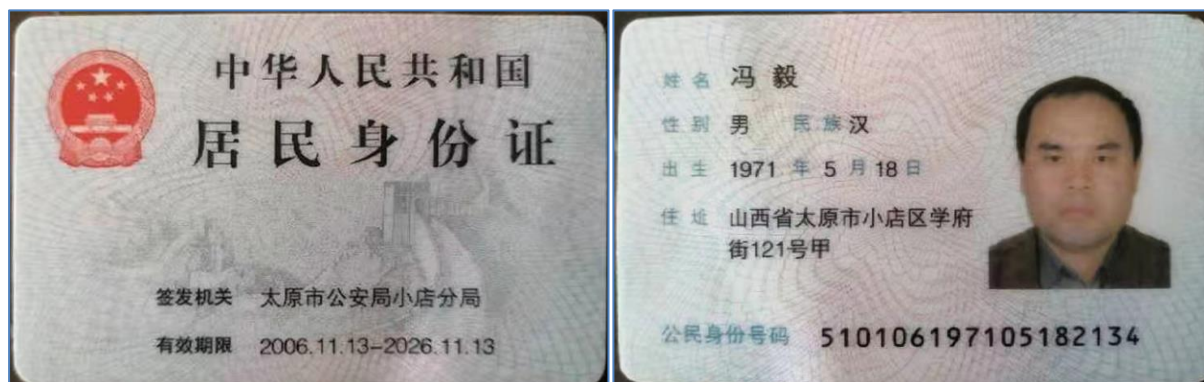 中华人民共和国
居民身份证
签发机关 太原市公安局小店分局
有效期限 2006.11.13-2026.11.13
姓名 冯毅
性别 男 民族 汉
出生 1971 年 5 月 18 日
住址 山西省太原市小店区学府
街121号甲
公民身份号码 510106197105182134